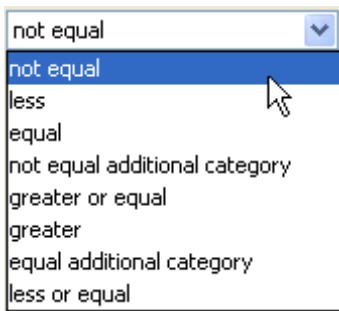 not equal
not equal
less
equal
not equal additional category
greater or equal
greater
equal additional category
less or equal